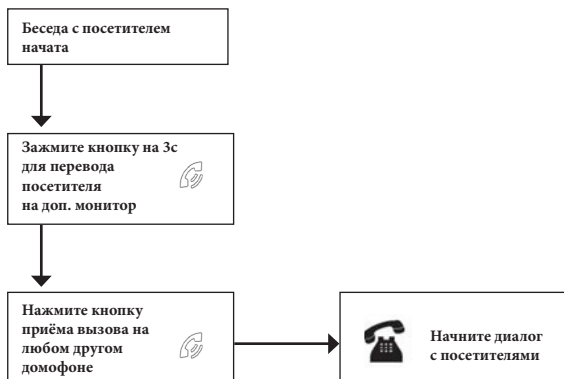 Беседа с посетителем
начата
Зажмите кнопку на 3с
для перевода
посетителя
на доп. монитор
Нажмите кнопку
приёма вызова на
любом другом
домофоне
Начните диалог
с посетителями